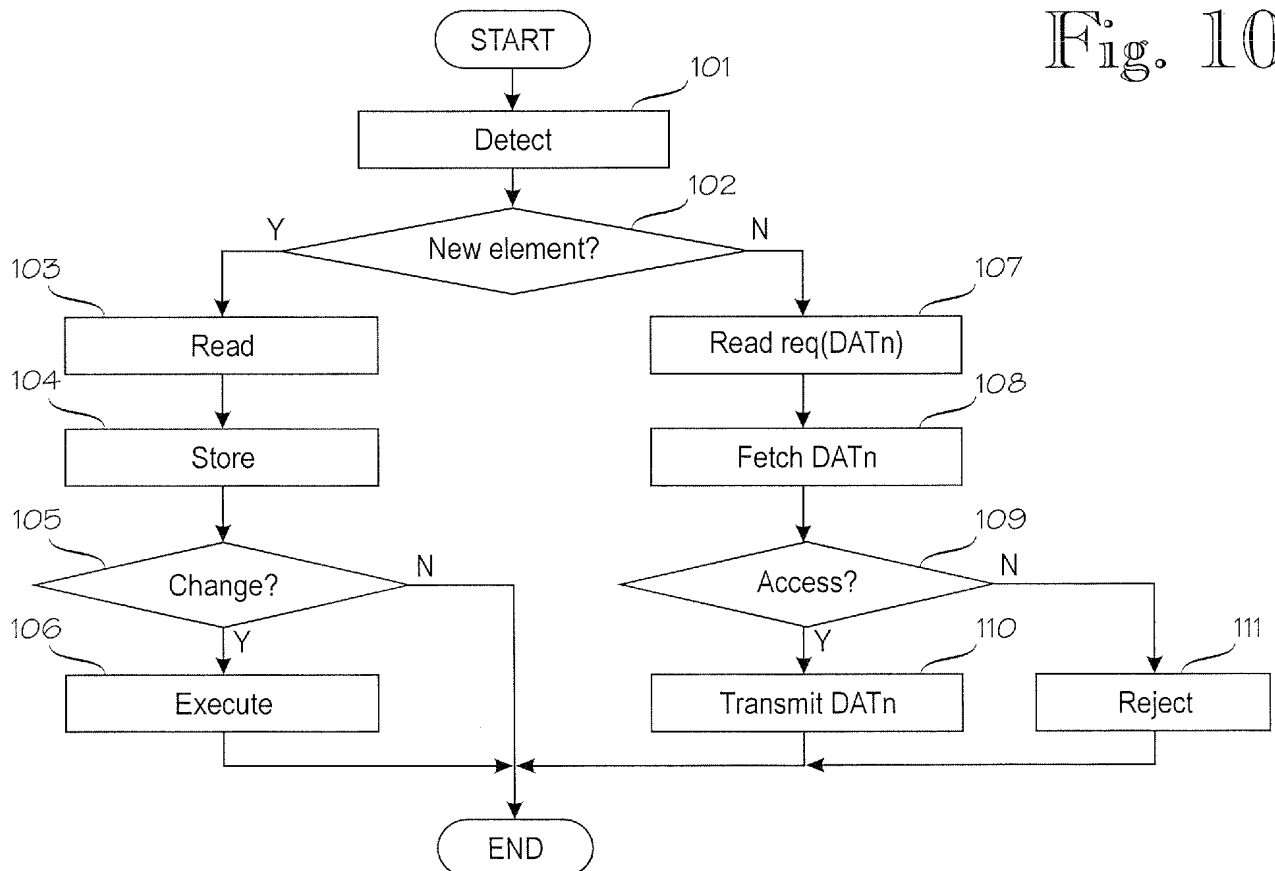 Fig. 10
START
101
Detect
102
Y
New element?
N
103
Read
107
Read req(DATn)
104
Store
108
Fetch DATn
105
Change?
N
109
Access?
N
Y
Y
106
Execute
110
Transmit DATn
111
Reject
END